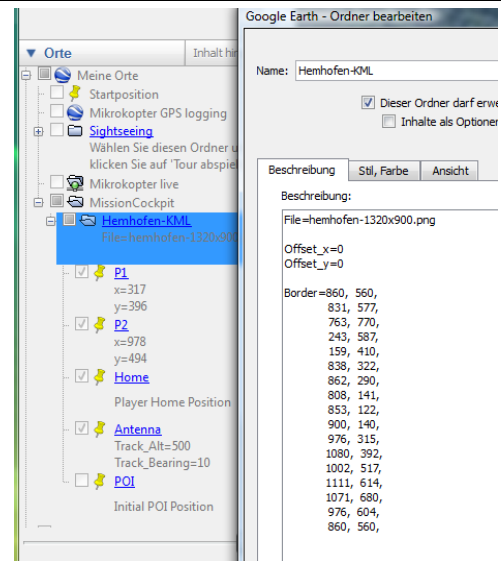 Orte
Inhalt hin
Meine Orte
Startposition
Mikrokopter GPS logging
Sightseeing
Wählen Sie diesen Ordner u
klicken Sie auf 'Tour abspiel
Mikrokopter live
MissionCockpit
Hemhofen-KML
File=hemhofen-1320x900
P1
x=317
y=396
P2
x=978
y=494
Home
Player Home Position
Antenna
Track_Alt=500
Track_Bearing=10
POI
Initial POI Position
Google Earth - Ordner bearbeiten
Name: Hemhofen-KML
Dieser Ordner darf erwe
Inhalte als Optionen
Beschreibung Stil, Farbe Ansicht
Beschreibung:
File=hemhofen-1320x900.png
Offset_x=0
Offset_y=0
Border=860, 560,
831, 577,
763, 770,
243, 587,
159, 410,
838, 322,
862, 290,
808, 141,
853, 122,
900, 140,
976, 315,
1080, 392,
1002, 517,
1111, 614,
1071, 680,
976, 604,
860, 560,